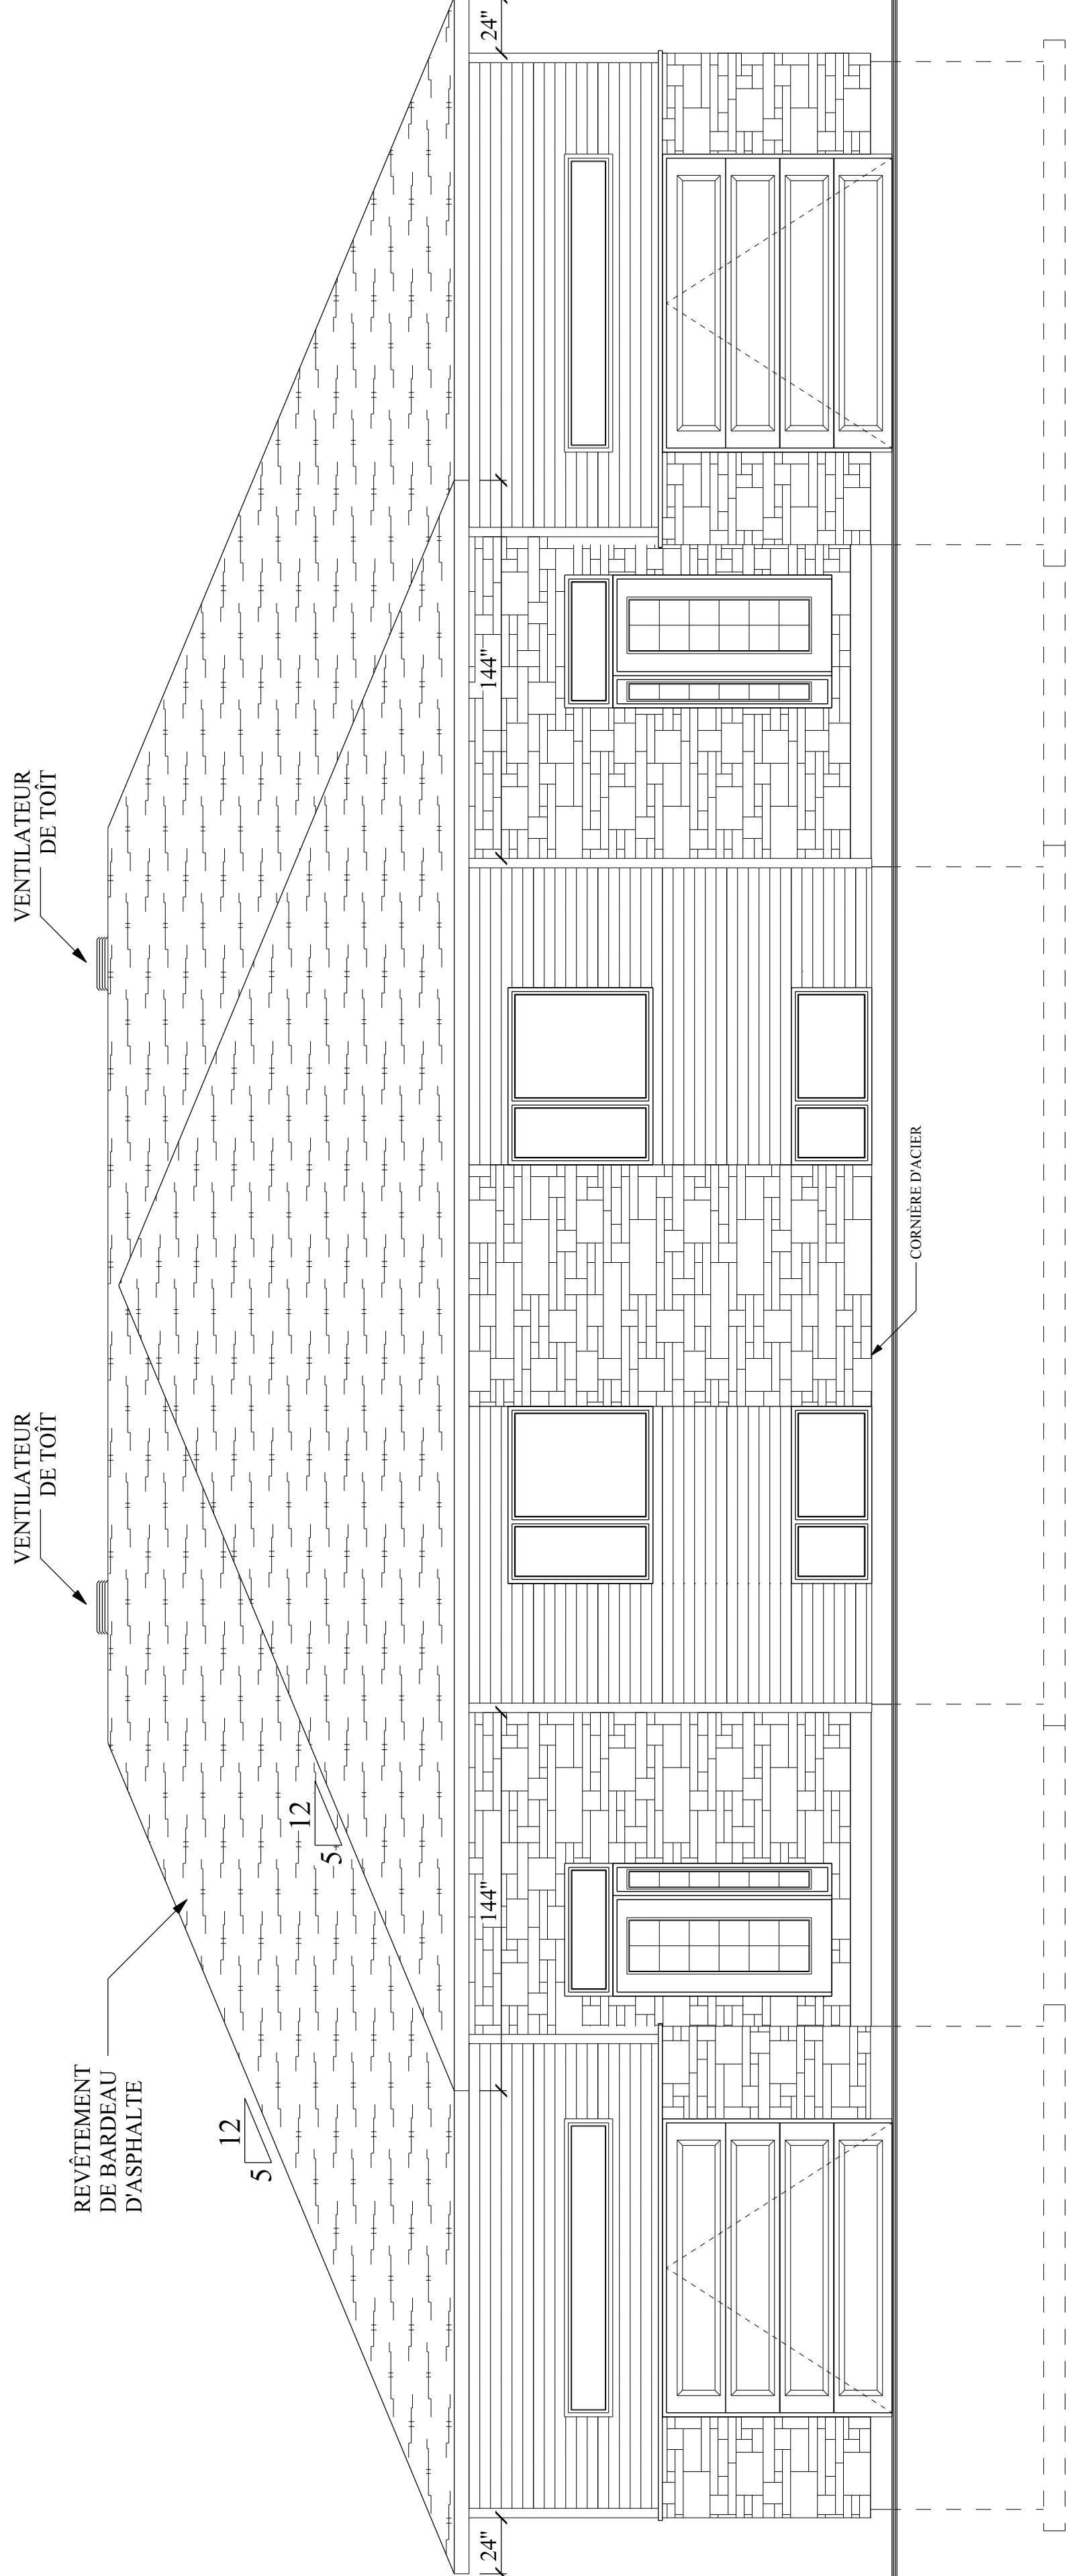 REVÊTEMENT
DE BARDEAU
D'ASPHALTE
VENTILATEUR
DE TOÎT
VENTILATEUR
DE TOÎT
12
5
12
5
24"
144"
144"
24"
CORNIÈRE D'ACIER